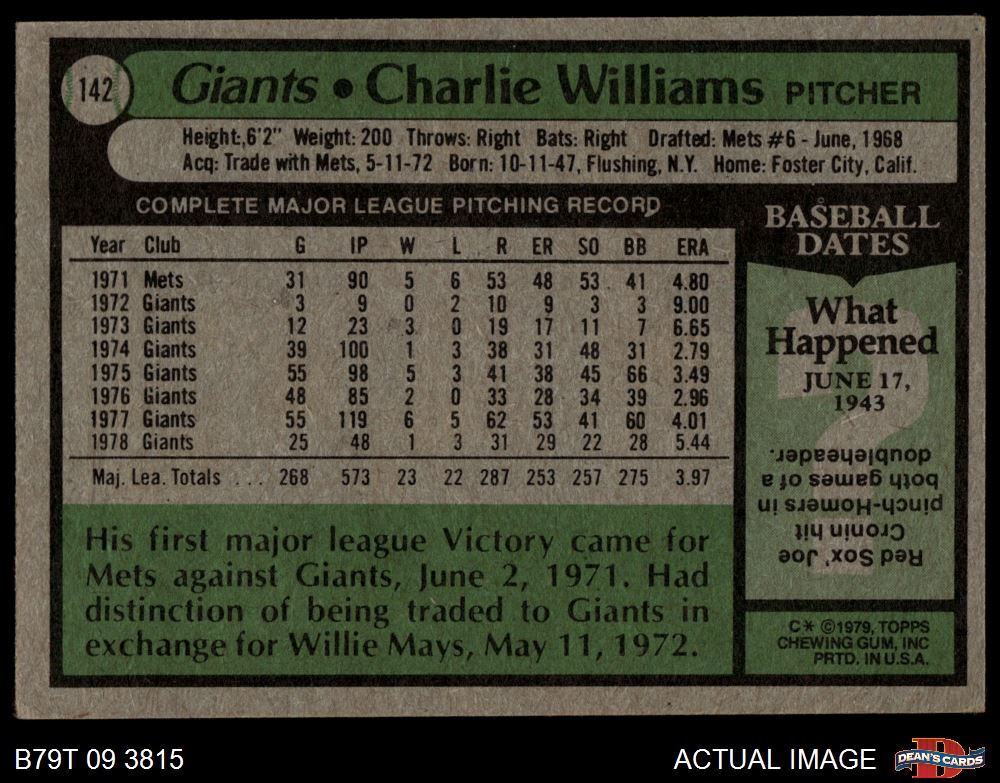 142
Giants • Charlie Williams PITCHER
Height: 6'2" Weight: 200 Throws: Right Bats: Right Drafted: Mets #6 - June, 1968
Acq: Trade with Mets, 5-11-72 Born: 10-11-47, Flushing, N.Y. Home: Foster City, Calif.
COMPLETE MAJOR LEAGUE PITCHING RECORD
Year Club G IP W L R ER SO BB ERA
1971 Mets 31 90 5 6 53 48 53 41 4.80
1972 Giants 3 9 0 2 10 9 3 3 9.00
1973 Giants 12 23 3 0 19 17 11 7 6.65
1974 Giants 39 100 1 3 38 31 48 31 2.79
1975 Giants 55 98 5 3 41 38 45 66 3.49
1976 Giants 48 85 2 0 33 28 34 39 2.96
1977 Giants 55 119 6 5 62 53 41 60 4.01
1978 Giants 25 48 1 3 31 29 22 28 5.44
Maj. Lea. Totals ... 268 573 23 22 287 253 257 275 3.97
His first major league Victory came for
Mets against Giants, June 2, 1971. Had
distinction of being traded to Giants in
exchange for Willie Mays, May 11, 1972.
BASEBALL
DATES
What
Happened
JUNE 17,
1943
Red Sox' Joe
Cronin hit
pinch-Homers in
both games of a
doubleheader.
C* ©1979, TOPPS
CHEWING GUM, INC
PRTD. IN U.S.A.
B79T 09 3815
ACTUAL IMAGE
DEAN'S CARDS